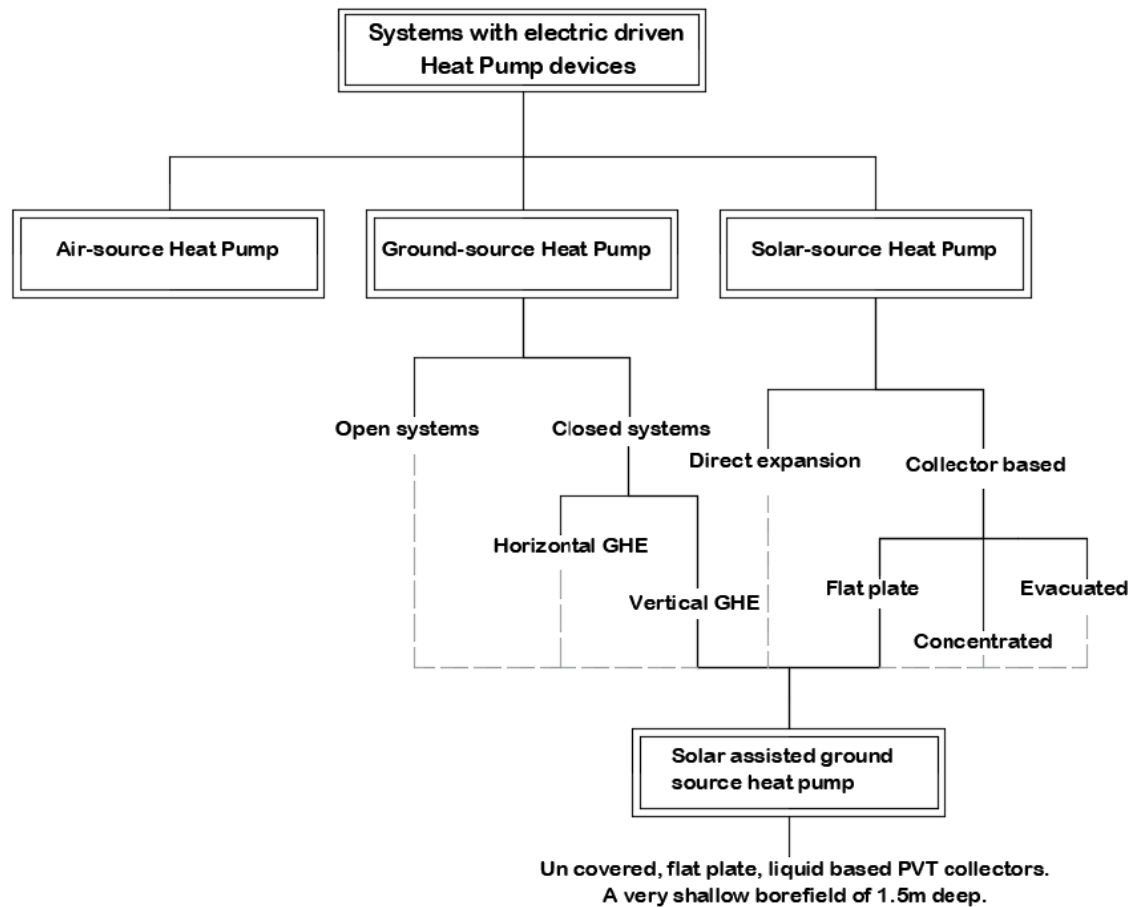 Systems with electric driven
Heat Pump devices
Air-source Heat Pump
Ground-source Heat Pump
Solar-source Heat Pump
Open systems
Closed systems
Direct expansion
Collector based
Horizontal GHE
Vertical GHE
Flat plate
Evacuated
Concentrated
Solar assisted ground
source heat pump
Un covered, flat plate, liquid based PVT collectors.
A very shallow borefield of 1.5m deep.